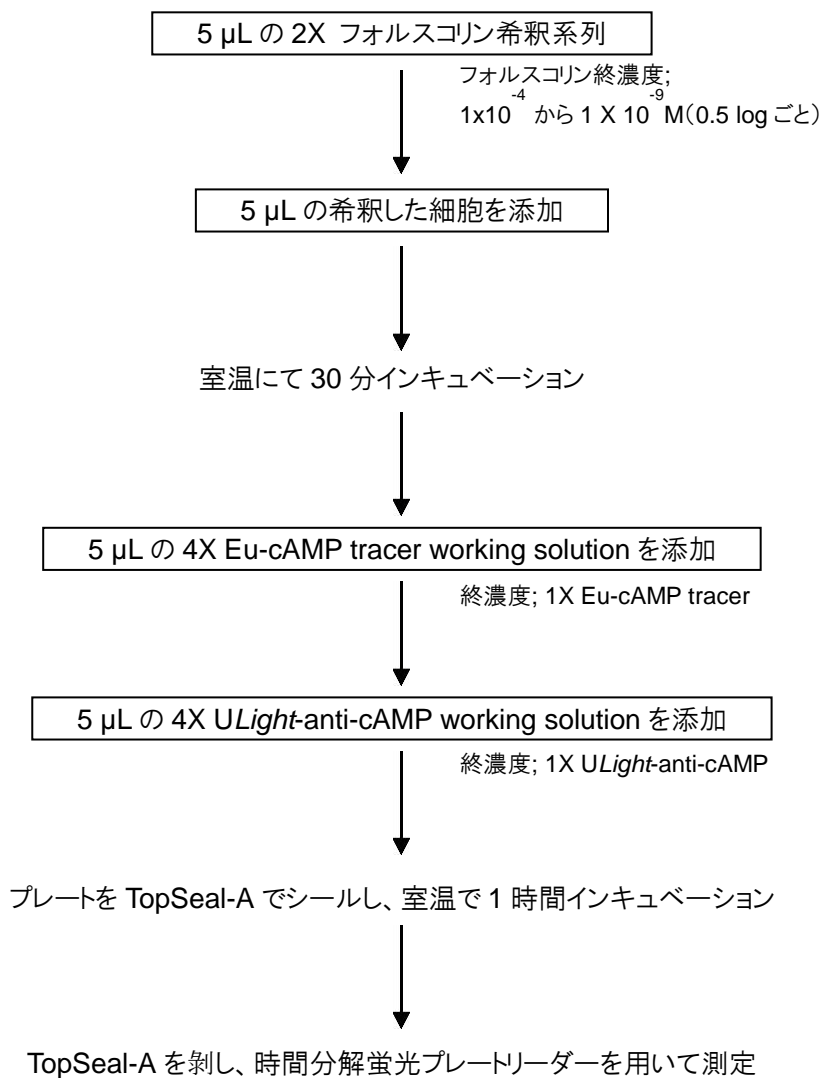 5 µL の 2X フォルスコリン希釈系列
フォルスコリン終濃度;
1x10⁻⁴ から 1 X 10⁻⁹M(0.5 log ごと)
5 µL の希釈した細胞を添加
室温にて 30 分インキュベーション
5 µL の 4X Eu-cAMP tracer working solution を添加
終濃度; 1X Eu-cAMP tracer
5 µL の 4X ULight-anti-cAMP working solution を添加
終濃度; 1X ULight-anti-cAMP
プレートを TopSeal-A でシールし、室温で 1 時間インキュベーション
TopSeal-A を剝し、時間分解蛍光プレートリーダーを用いて測定